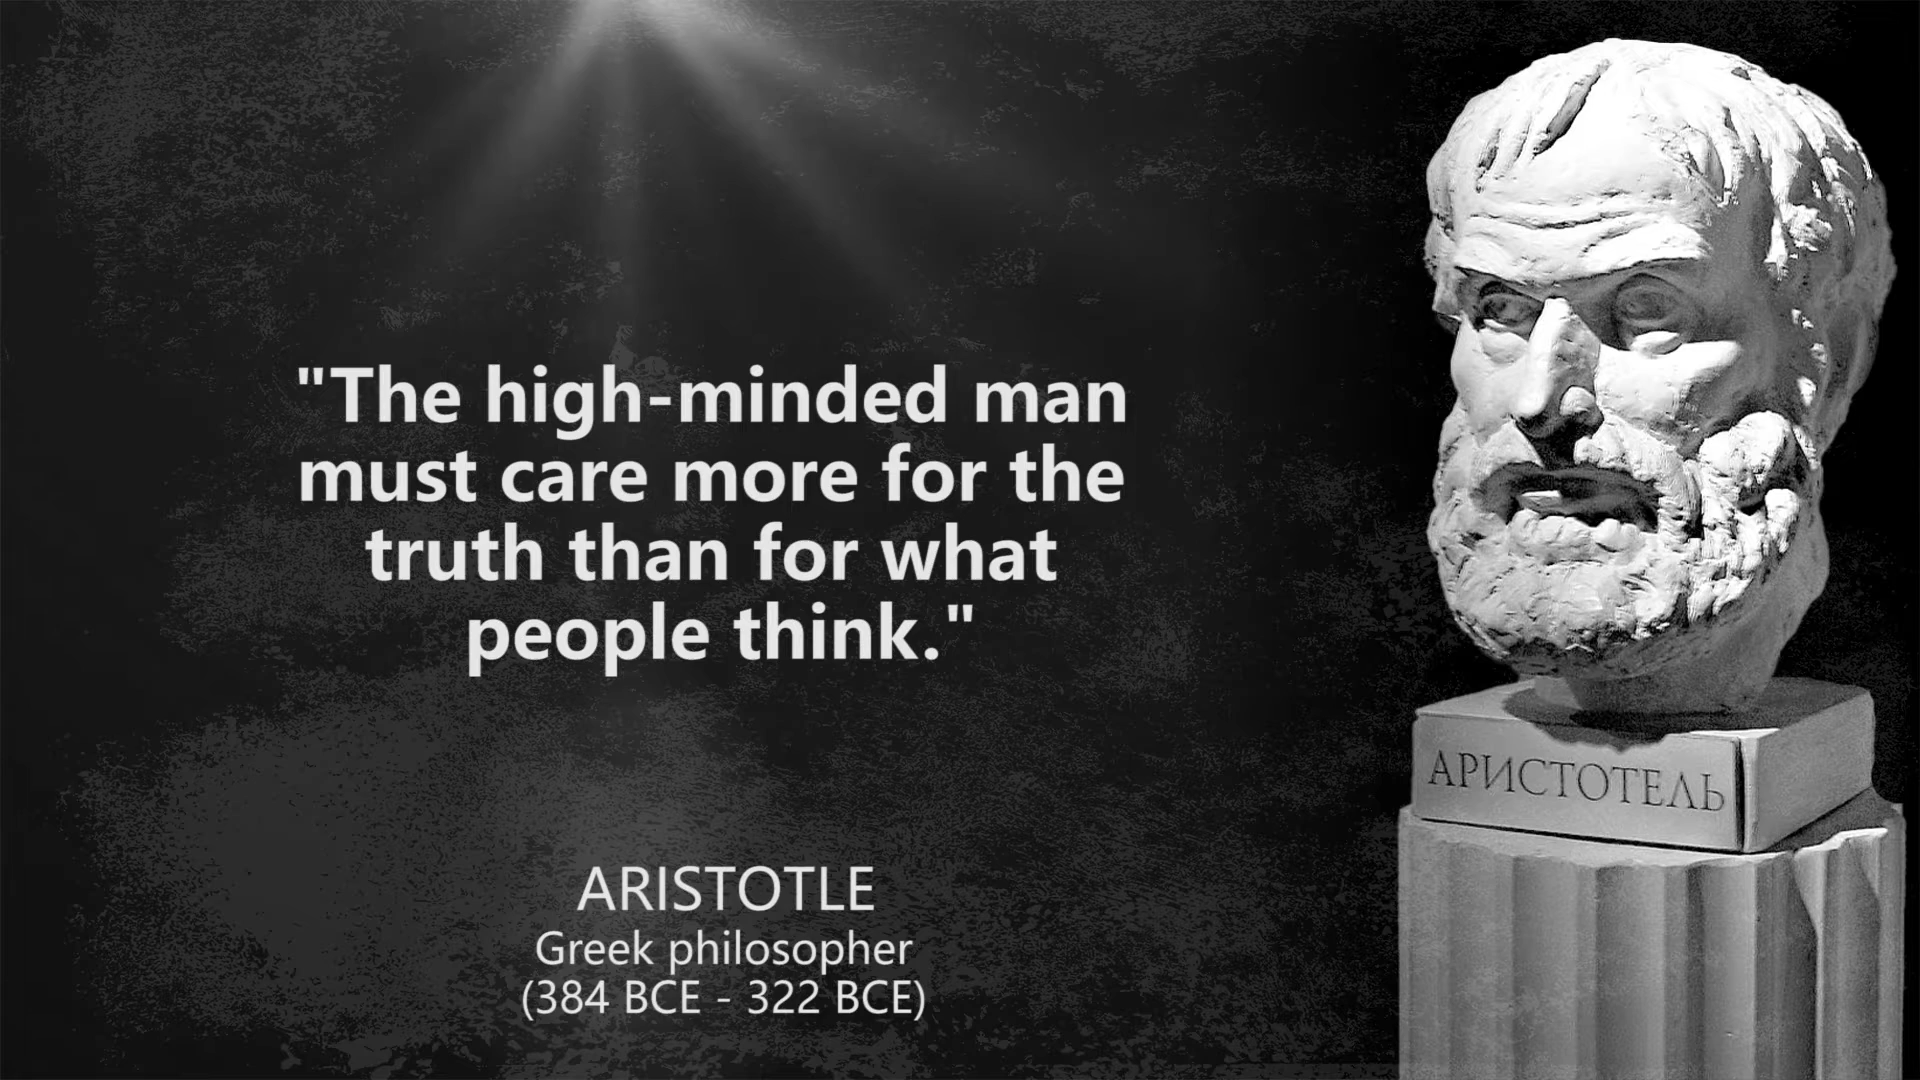 "The high-minded man
must care more for the
truth than for what
people think."
ARISTOTLE
Greek philosopher
(384 BCE - 322 BCE)
АРИСТОТЕЛЬ